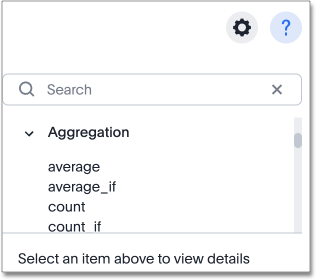 ?
Search
Aggregation
average
average_if
count
count_if
Select an item above to view details